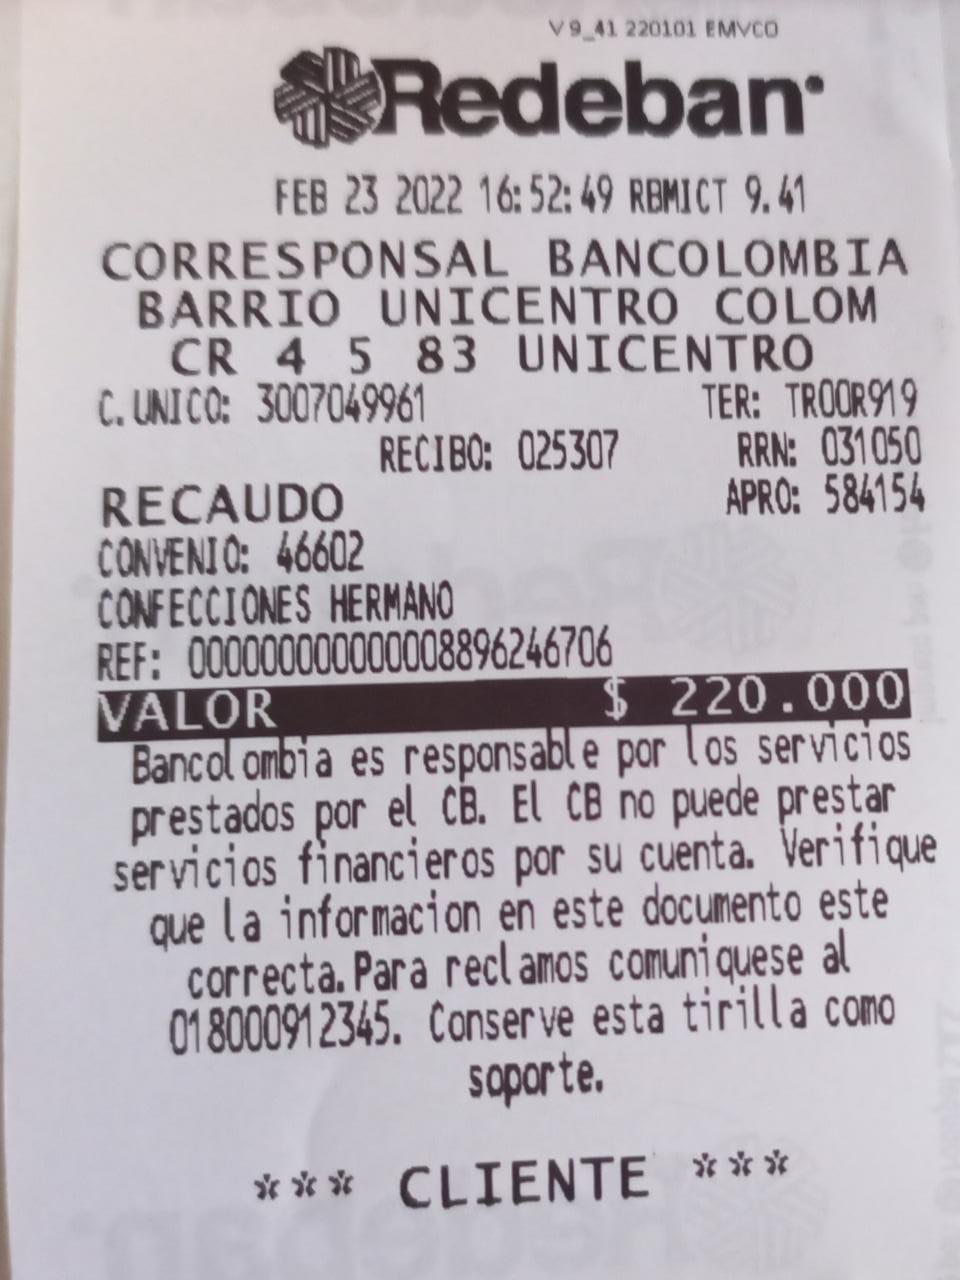 V 9_41 220101 EMVCO
Redeban
FEB 23 2022 16:52:49 RBMICT 9.41
CORRESPONSAL BANCOLOMBIA
BARRIO UNICENTRO COLOM
CR 4 5 83 UNICENTRO
C. UNICO: 3007049961 TER: TR00R919
RECIBO: 025307 RRN: 031050
RECAUDO APRO: 584154
CONVENIO: 46602
CONFECCIONES HERMANO
REF: 00000000000008896246706
VALOR $ 220.000
Bancolombia es responsable por los servicios
prestados por el CB. El CB no puede prestar
servicios financieros por su cuenta. Verifique
que la informacion en este documento este
correcta. Para reclamos comuniquese al
018000912345. Conserve esta tirilla como
soporte.
*** CLIENTE ***